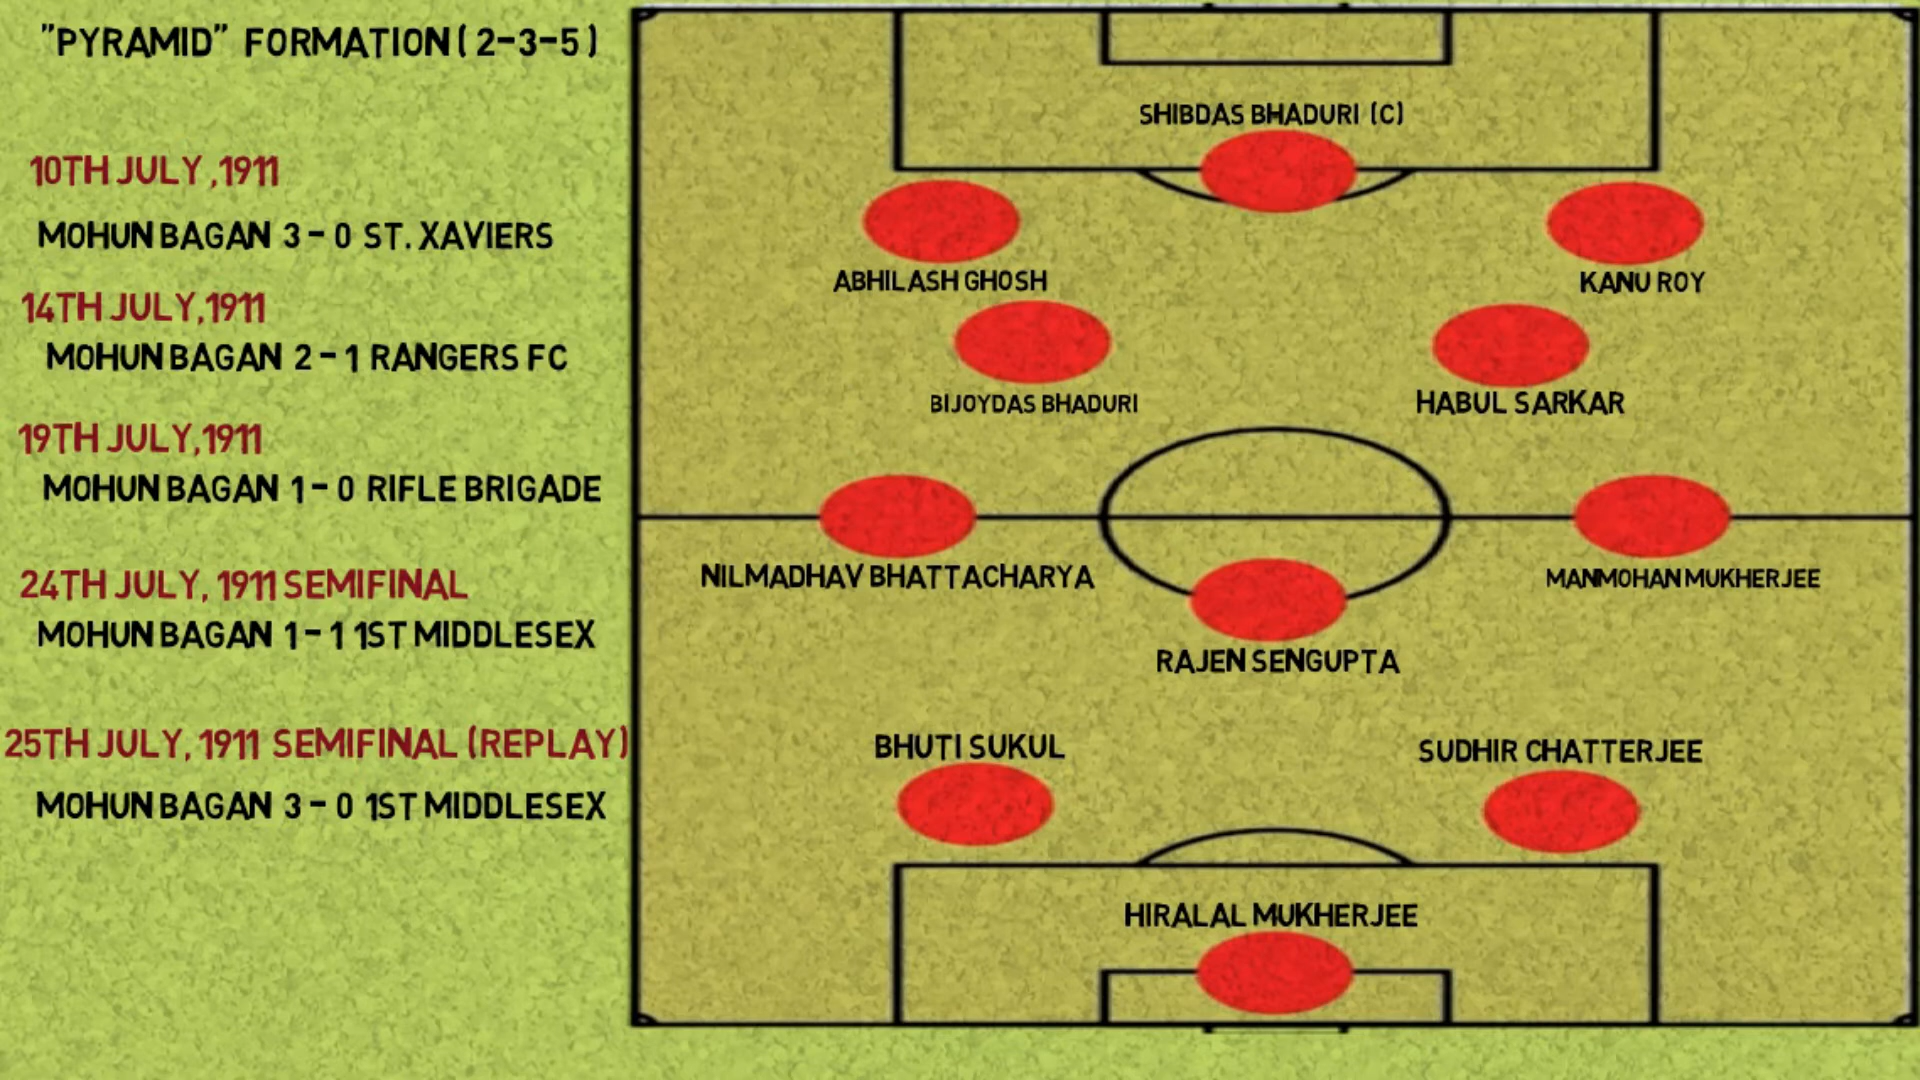 "PYRAMID" FORMATION ( 2-3-5 )
10TH JULY ,1911
MOHUN BAGAN 3 - 0 ST. XAVIERS
14TH JULY,1911
MOHUN BAGAN 2 - 1 RANGERS FC
19TH JULY,1911
MOHUN BAGAN 1 - 0 RIFLE BRIGADE
24TH JULY, 1911 SEMIFINAL
MOHUN BAGAN 1 - 1 1ST MIDDLESEX
25TH JULY, 1911 SEMIFINAL (REPLAY)
MOHUN BAGAN 3 - 0 1ST MIDDLESEX
SHIBDAS BHADURI (C)
ABHILASH GHOSH
KANU ROY
BIJOYDAS BHADURI
HABUL SARKAR
NILMADHAV BHATTACHARYA
MANMOHAN MUKHERJEE
RAJEN SENGUPTA
BHUTI SUKUL
SUDHIR CHATTERJEE
HIRALAL MUKHERJEE